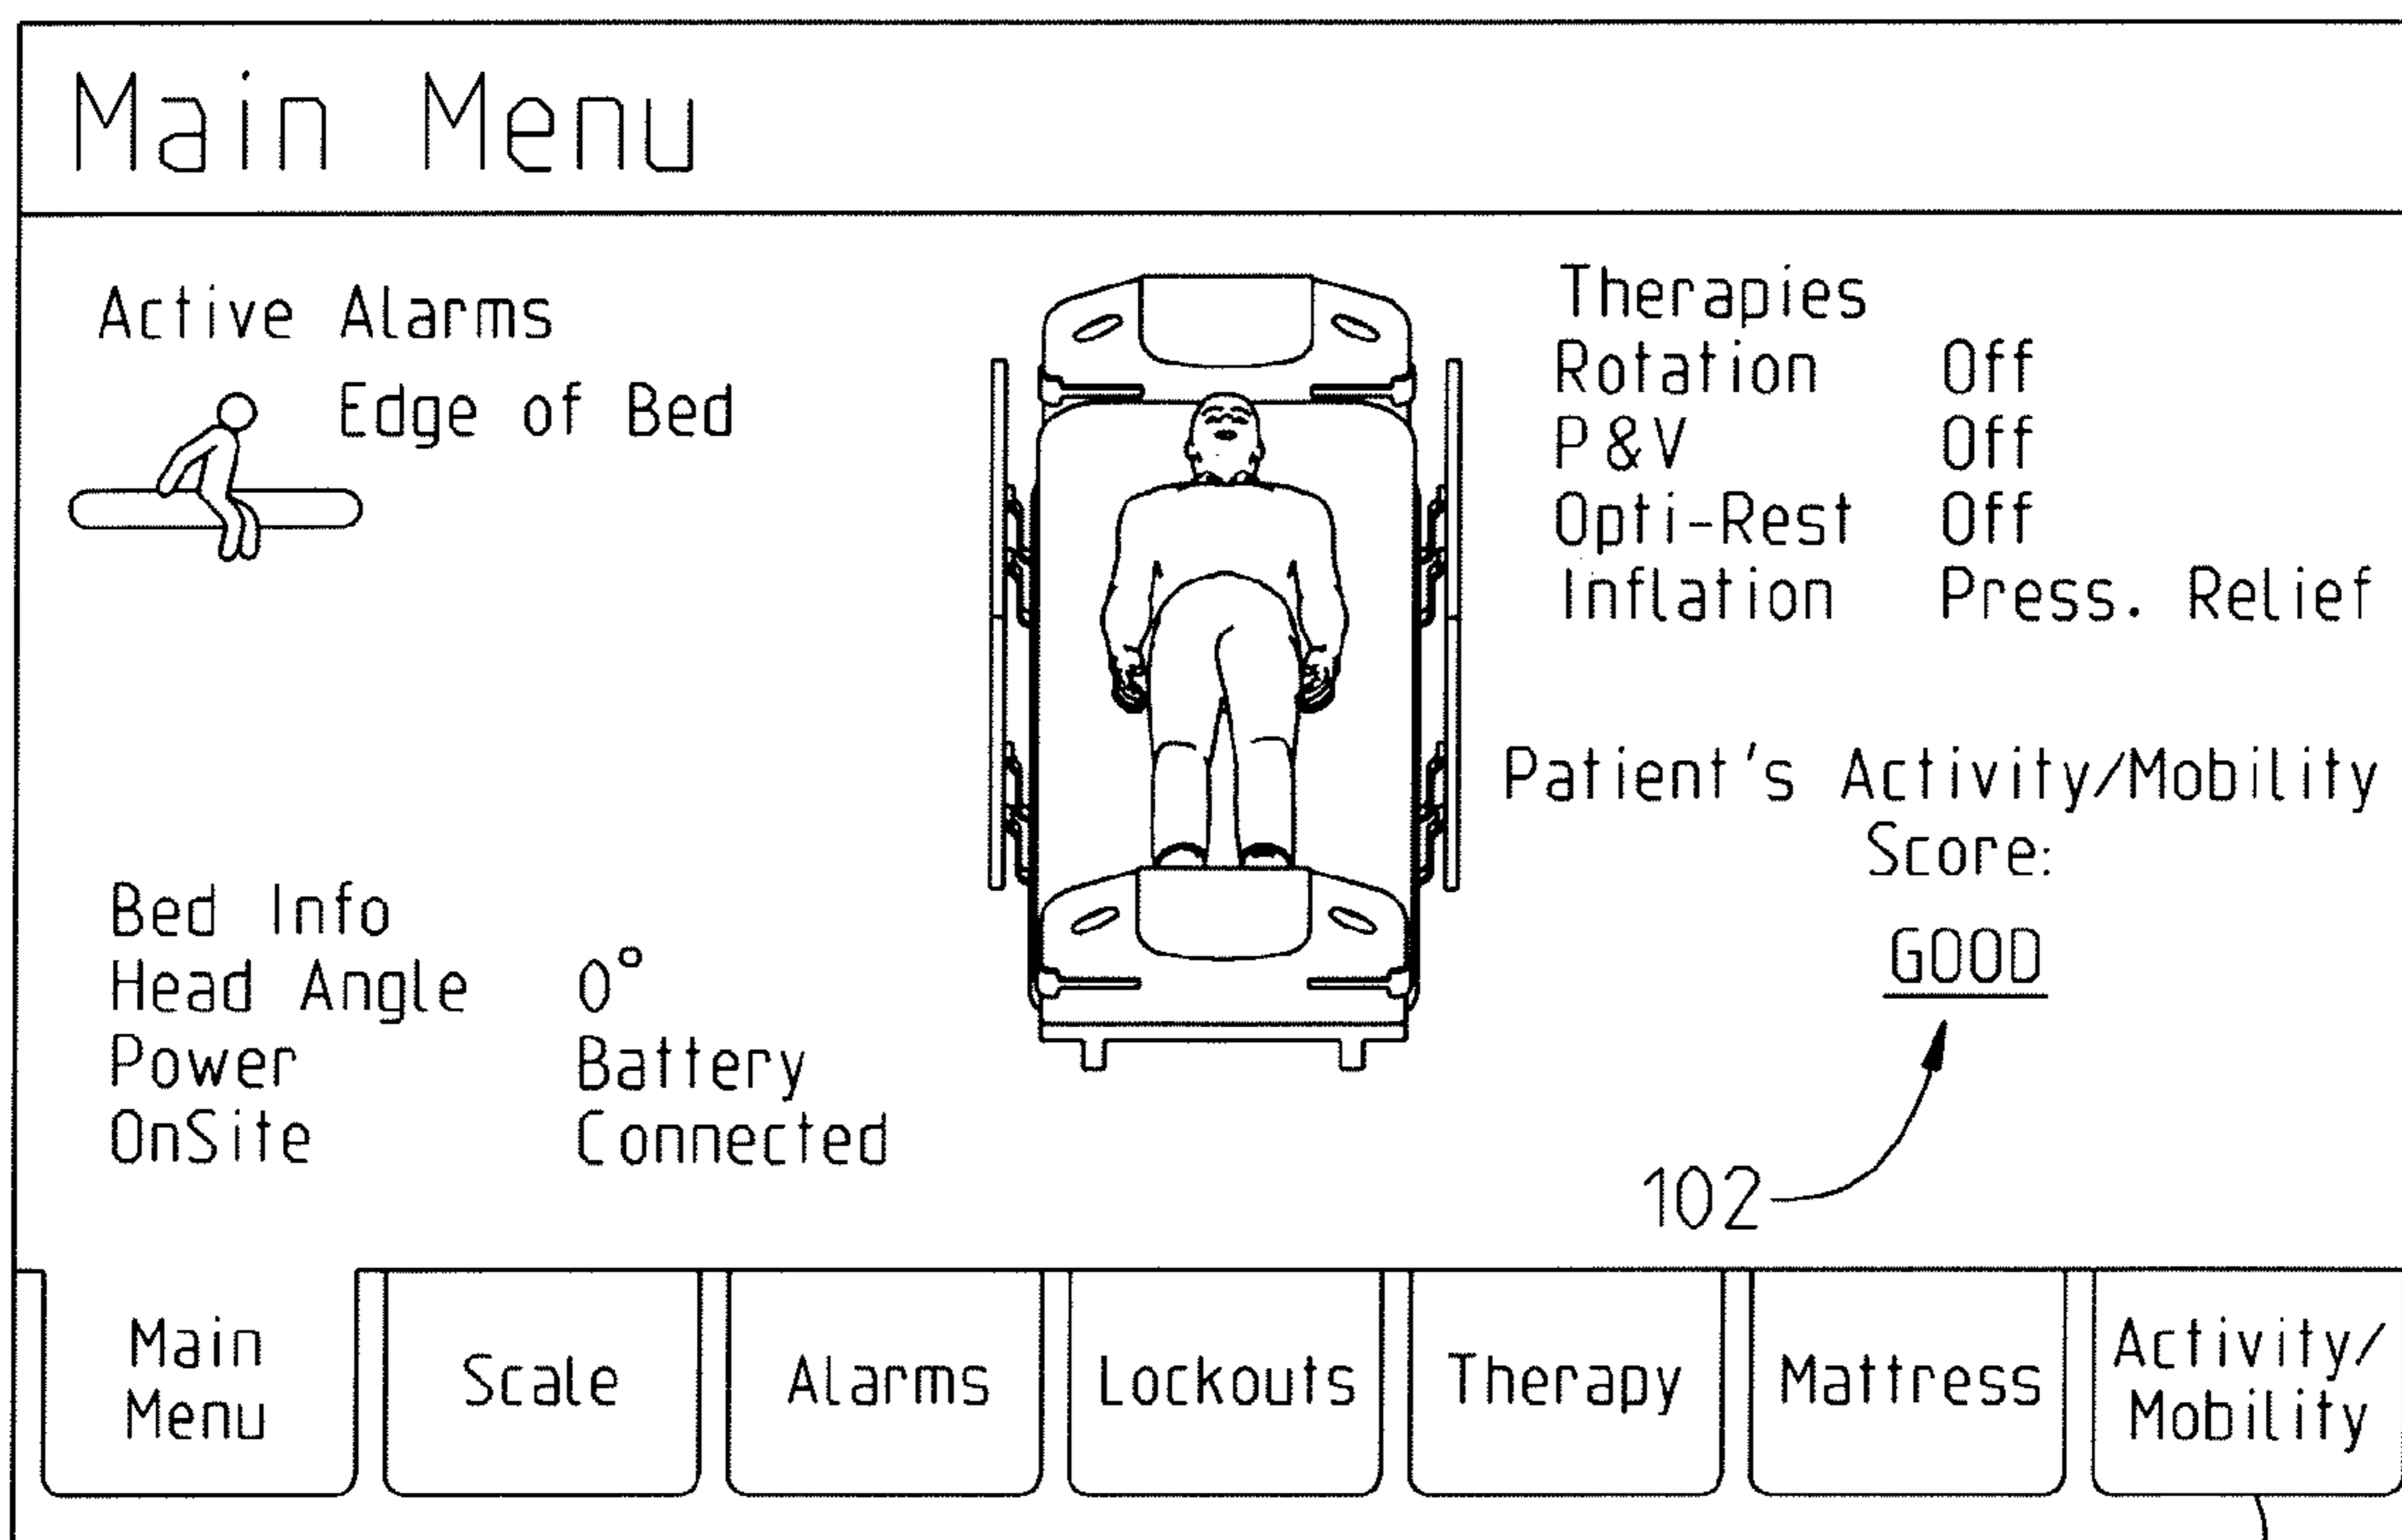 Main Menu
Active Alarms
Edge of Bed
Therapies
Rotation Off
P&V Off
Opti-Rest Off
Inflation Press. Relief
Patient's Activity/Mobility
Score:
GOOD
102
Bed Info
Head Angle 0°
Power Battery
OnSite Connected
Main
Menu
Scale
Alarms
Lockouts
Therapy
Mattress
Activity/
Mobility